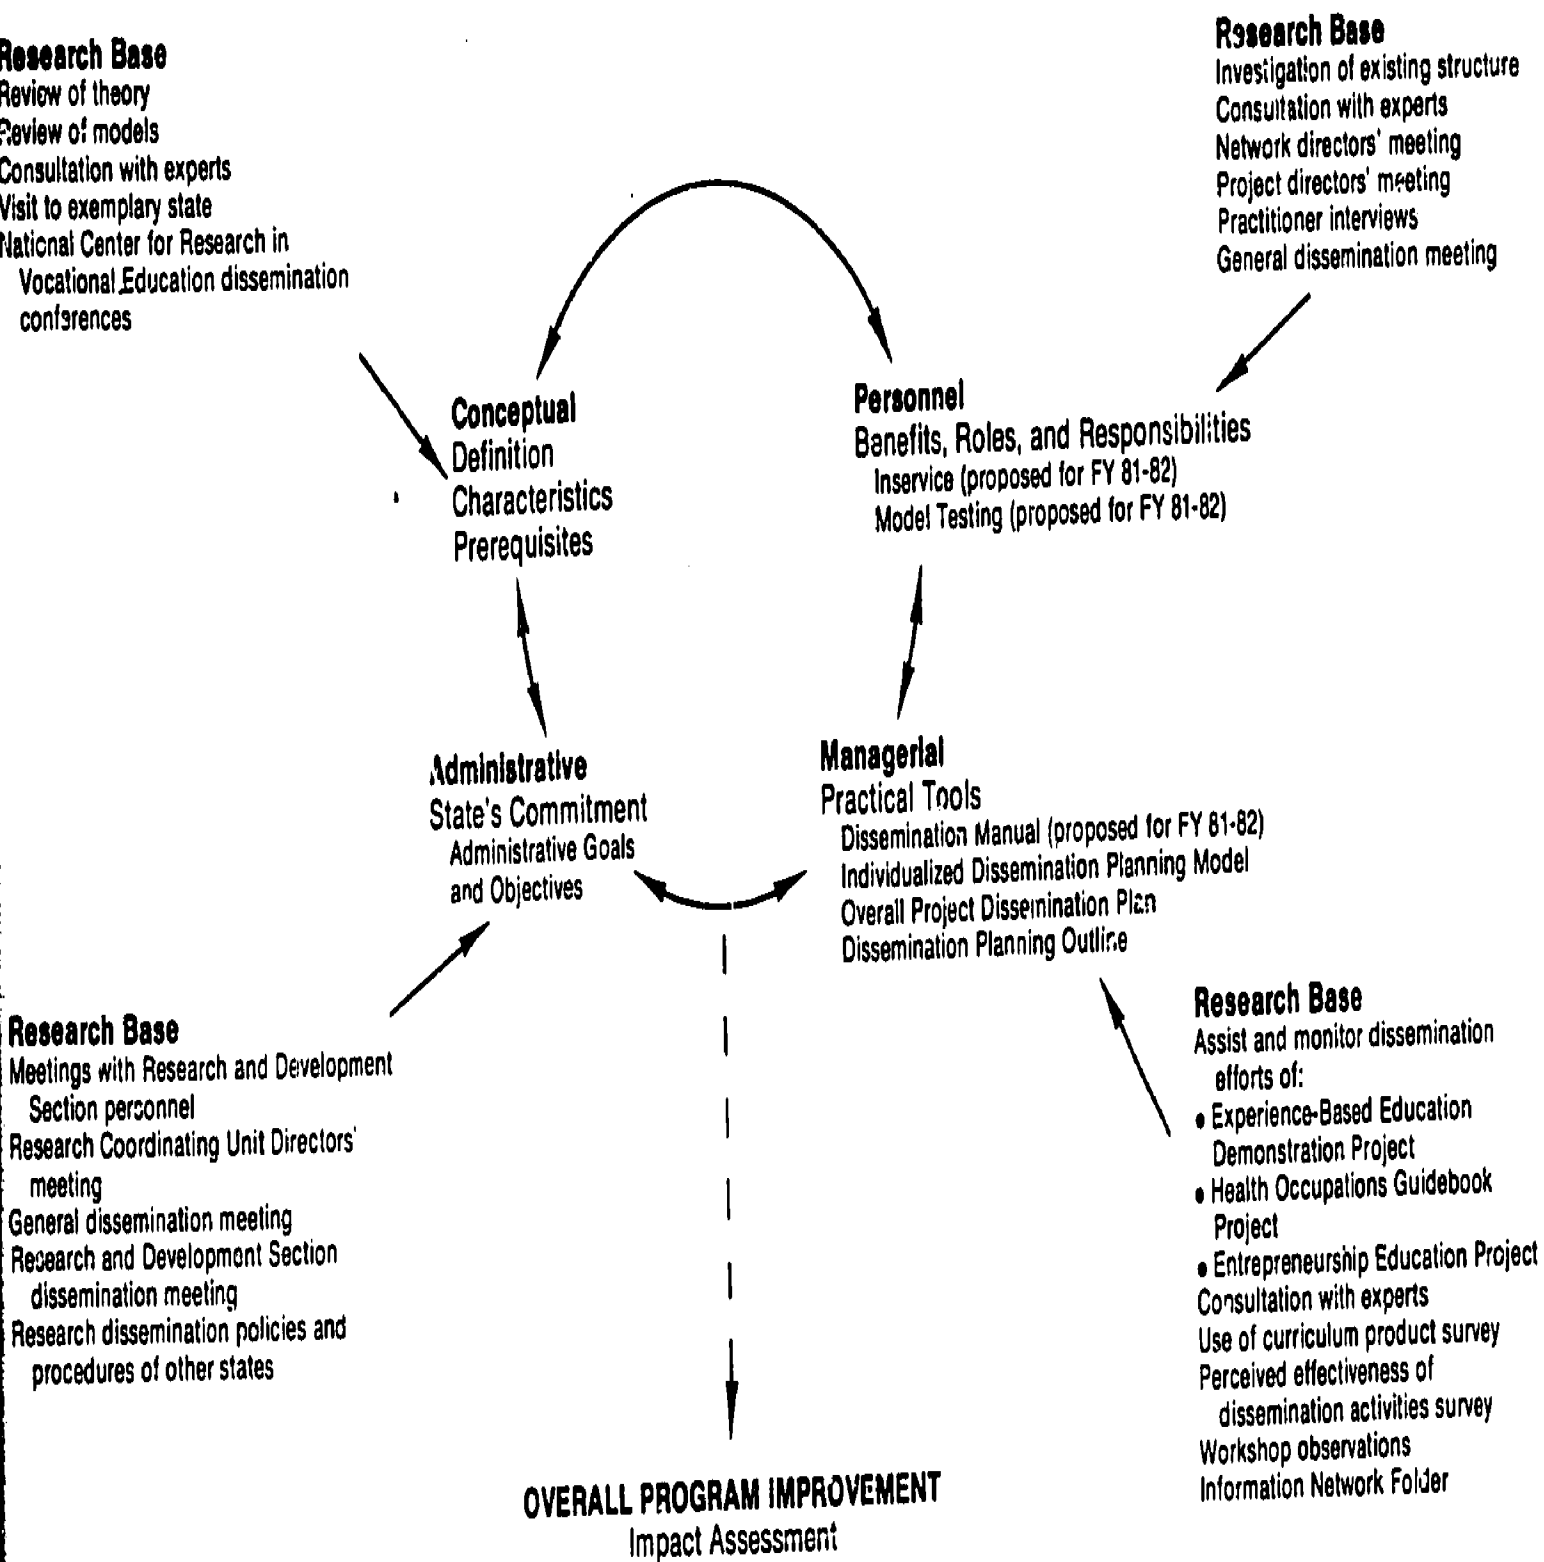 Research Base
Review of theory
Review of models
Consultation with experts
Visit to exemplary state
National Center for Research in
Vocational Education dissemination
conferences
Research Base
Investigation of existing structure
Consultation with experts
Network directors' meeting
Project directors' meeting
Practitioner interviews
General dissemination meeting
Conceptual
Definition
Characteristics
Prerequisites
Personnel
Benefits, Roles, and Responsibilities
Inservice (proposed for FY 81-82)
Model Testing (proposed for FY 81-82)
Administrative
State's Commitment
Administrative Goals
and Objectives
Managerial
Practical Tools
Dissemination Manual (proposed for FY 81-82)
Individualized Dissemination Planning Model
Overall Project Dissemination Plan
Dissemination Planning Outline
Research Base
Meetings with Research and Development
Section personnel
Research Coordinating Unit Directors'
meeting
General dissemination meeting
Research and Development Section
dissemination meeting
Research dissemination policies and
procedures of other states
Research Base
Assist and monitor dissemination
efforts of:
• Experience-Based Education
Demonstration Project
• Health Occupations Guidebook
Project
• Entrepreneurship Education Project
Consultation with experts
Use of curriculum product survey
Perceived effectiveness of
dissemination activities survey
Workshop observations
Information Network Folder
OVERALL PROGRAM IMPROVEMENT
Impact Assessment